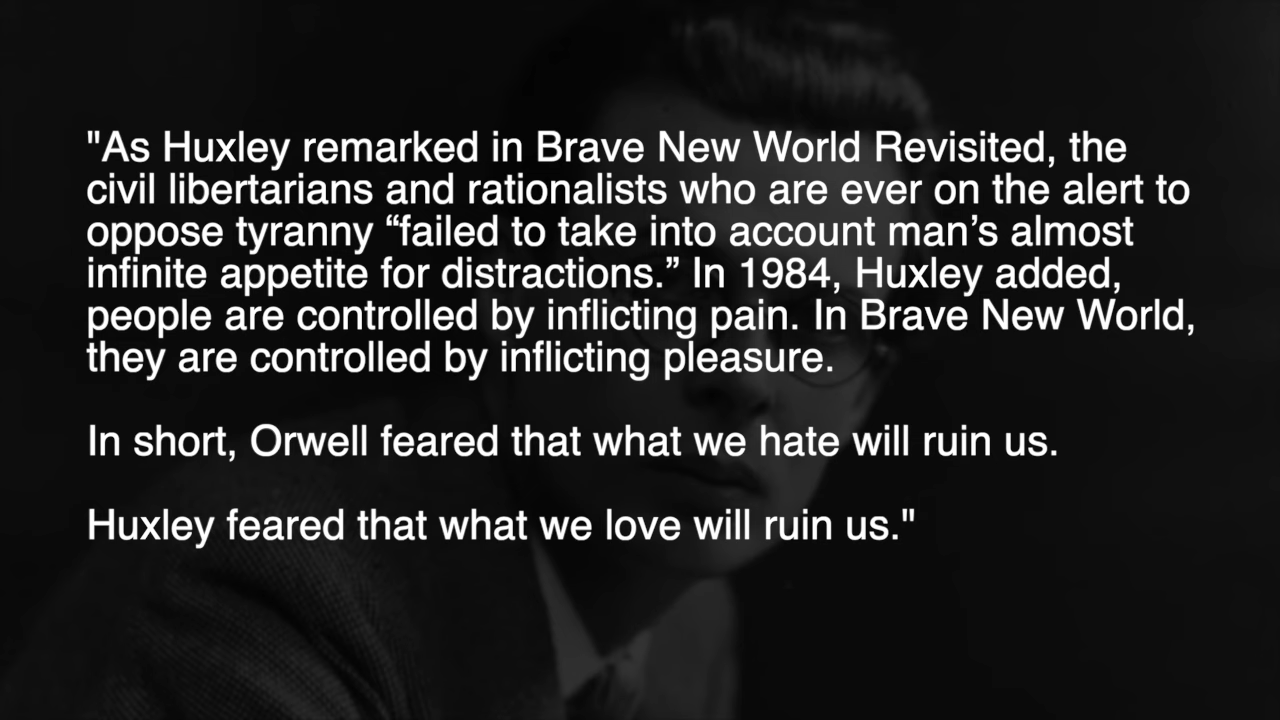 "As Huxley remarked in Brave New World Revisited, the
civil libertarians and rationalists who are ever on the alert to
oppose tyranny “failed to take into account man’s almost
infinite appetite for distractions.” In 1984, Huxley added,
people are controlled by inflicting pain. In Brave New World,
they are controlled by inflicting pleasure.
In short, Orwell feared that what we hate will ruin us.
Huxley feared that what we love will ruin us."